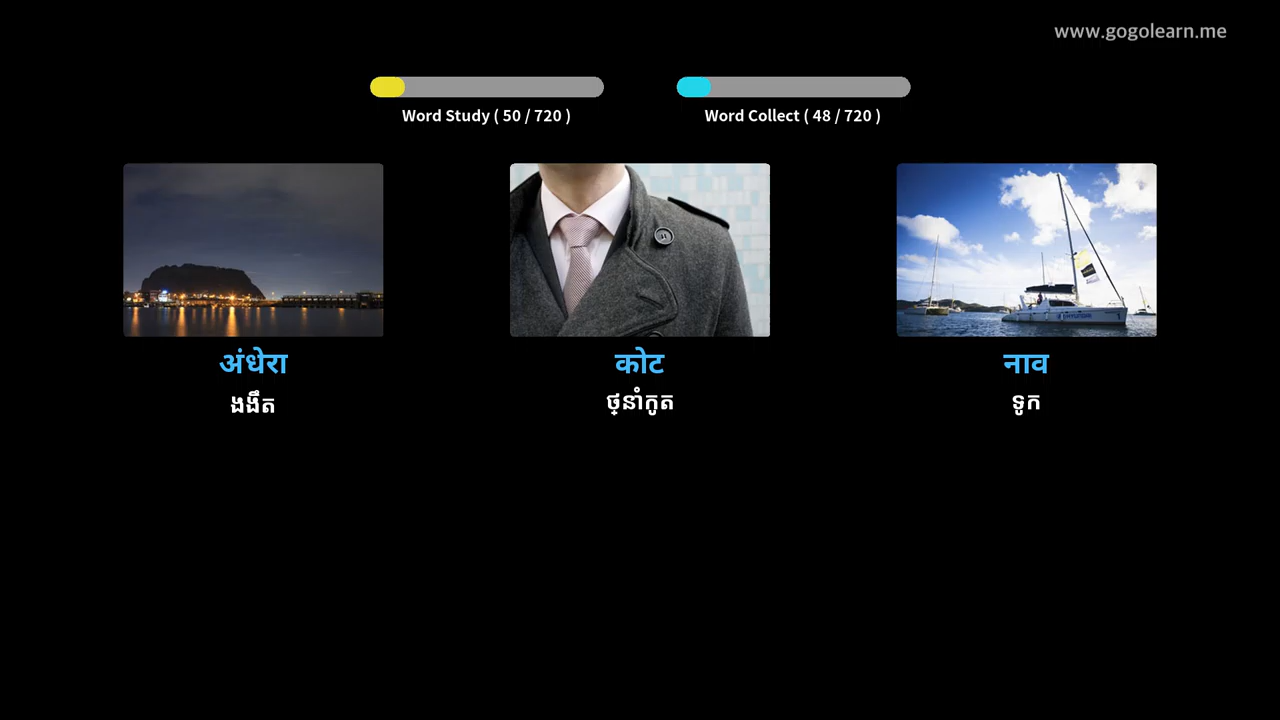 www.gogolearn.me
Word Study ( 50 / 720 )
Word Collect ( 48 / 720 )
अंधेरा
कोट
नाव
ងងឹត
ថ្នាំកូត
ទូក